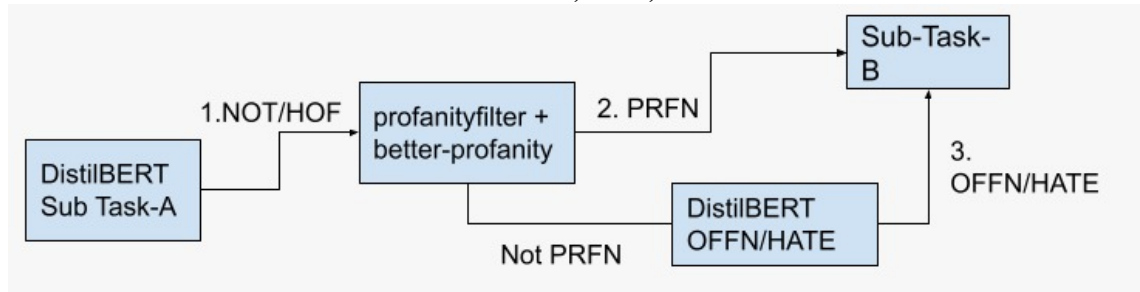 Sub-Task-
B
1.NOT/HOF
2. PRFN
profanityfilter +
better-profanity
3.
OFFN/HATE
DistilBERT
Sub Task-A
DistilBERT
OFFN/HATE
Not PRFN